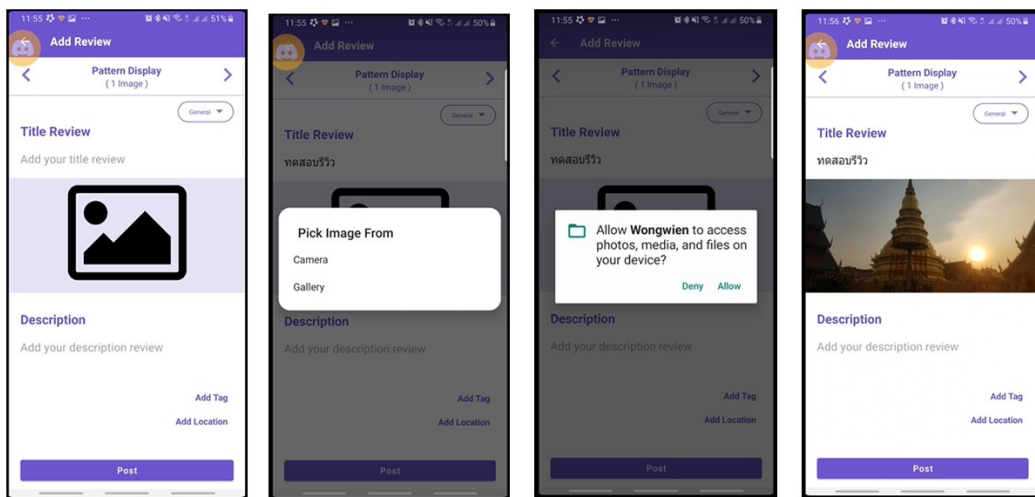 11:55 51%
Add Review
Pattern Display
( 1 Image )
General
Title Review
Add your title review
Description
Add your description review
Add Tag
Add Location
Post
11:55 50%
Add Review
Pattern Display
( 1 Image )
General
Title Review
ทดสอบรีวิว
Pick Image From
Camera
Gallery
Description
Add your description review
Add Tag
Add Location
Post
11:55 50%
Add Review
Pattern Display
( 1 Image )
General
Title Review
ทดสอบรีวิว
Allow Wongwien to access
photos, media, and files on
your device?
Deny Allow
Description
Add your description review
Add Tag
Add Location
Post
11:56 50%
Add Review
Pattern Display
( 1 Image )
General
Title Review
ทดสอบรีวิว
Description
Add your description review
Add Tag
Add Location
Post